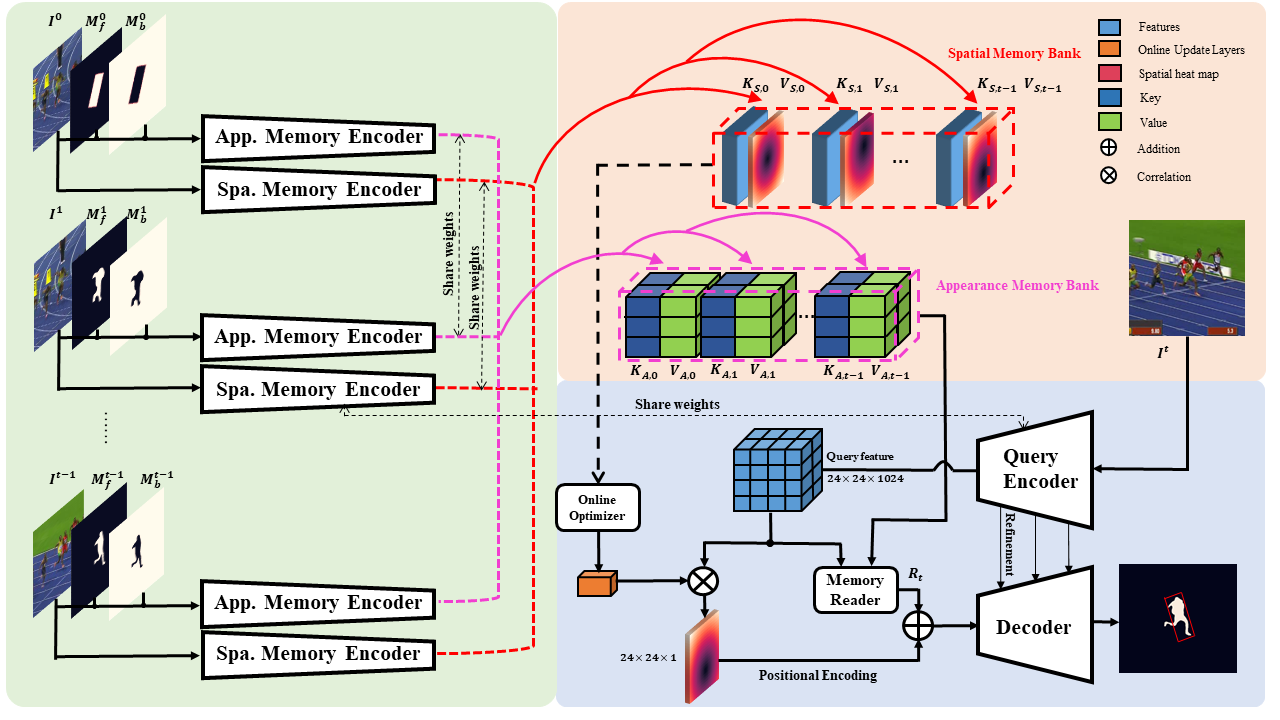 I^0 M_f^0 M_b^0
App. Memory Encoder
Spa. Memory Encoder
I^1 M_f^1 M_b^1
Share weights
Share weights
App. Memory Encoder
Spa. Memory Encoder
......
I^{t-1} M_f^{t-1} M_b^{t-1}
App. Memory Encoder
Spa. Memory Encoder
Spatial Memory Bank
K_{S,0} V_{S,0} K_{S,1} V_{S,1} K_{S,t-1} V_{S,t-1}
...
Appearance Memory Bank
...
K_{A,0} V_{A,0} K_{A,1} V_{A,1} K_{A,t-1} V_{A,t-1}
Features
Online Update Layers
Spatial heat map
Key
Value
Addition
Correlation
I^t
Share weights
Query feature
24×24×1024
Query
Encoder
Online
Optimizer
Refinement
Memory
Reader
R_t
Decoder
24×24×1
Positional Encoding